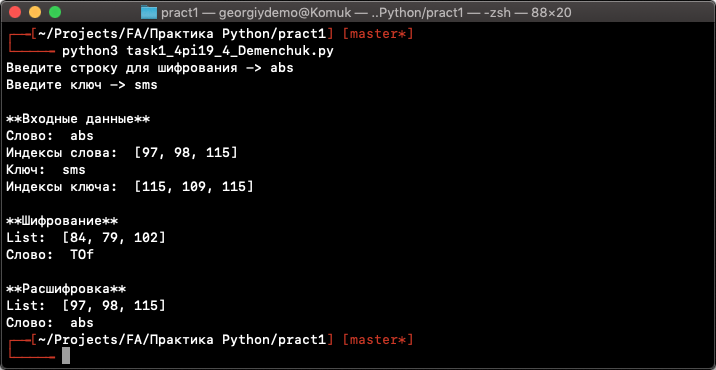 pract1 — georgiydemo@Komuk — ..Python/pract1 — -zsh — 88×20
[~/Projects/FA/Практика Python/pract1] [master*]
python3 task1_4pi19_4_Demenchuk.py
Введите строку для шифрования -> abs
Введите ключ -> sms
**Входные данные**
Слово:  abs
Индексы слова:  [97, 98, 115]
Ключ:  sms
Индексы ключа:  [115, 109, 115]
**Шифрование**
List:  [84, 79, 102]
Слово:  TOf
**Расшифровка**
List:  [97, 98, 115]
Слово:  abs
[~/Projects/FA/Практика Python/pract1] [master*]